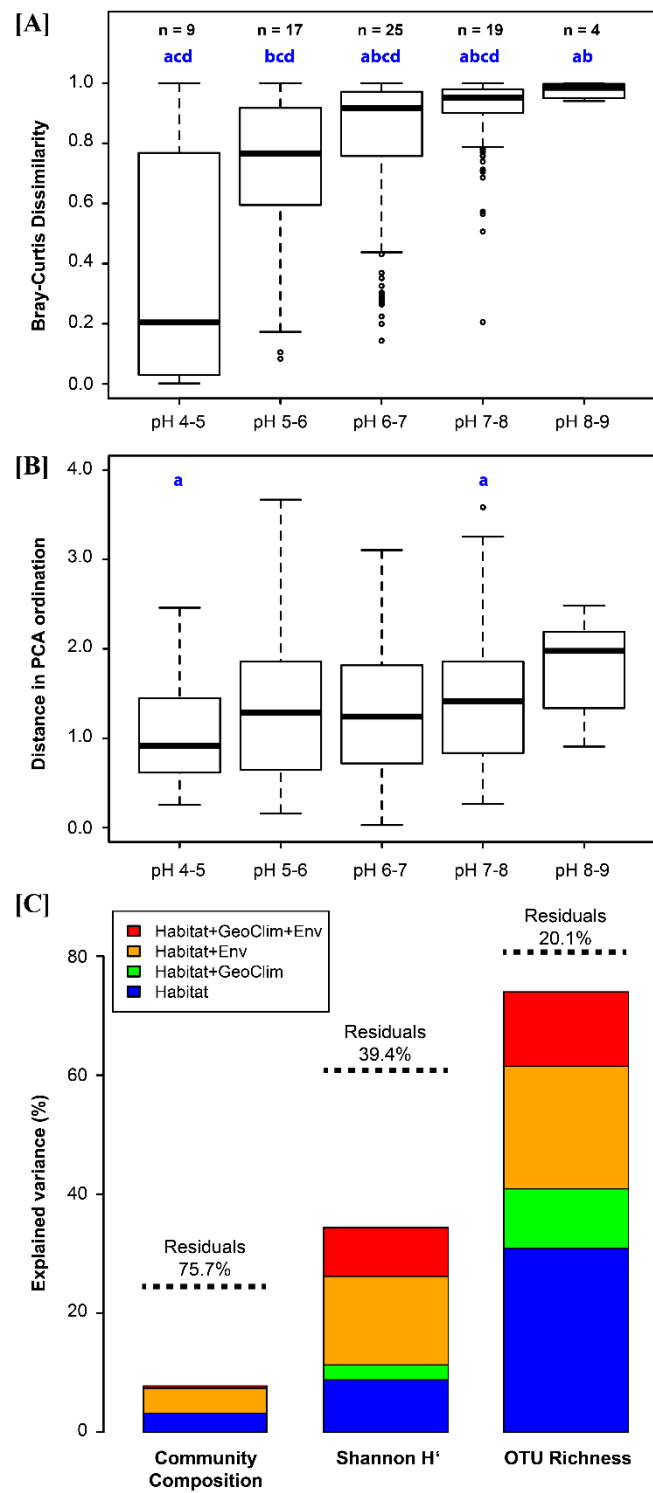 [A]
n = 9 n = 17 n = 25 n = 19 n = 4
acd bcd abcd abcd ab
Bray-Curtis Dissimilarity
1.0
0.8
0.6
0.4
0.2
0.0
pH 4-5 pH 5-6 pH 6-7 pH 7-8 pH 8-9
[B]
a a
Distance in PCA ordination
4.0
3.0
2.0
1.0
0.0
pH 4-5 pH 5-6 pH 6-7 pH 7-8 pH 8-9
[C]
Habitat+GeoClim+Env
Habitat+Env
Habitat+GeoClim
Habitat
Residuals
20.1%
Residuals
39.4%
Residuals
75.7%
Explained variance (%)
80
60
40
20
0
Community
Composition
Shannon H‘
OTU Richness